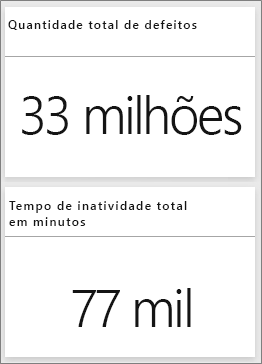 Quantidade total de defeitos
33 milhões
Tempo de inatividade total
em minutos
77 mil